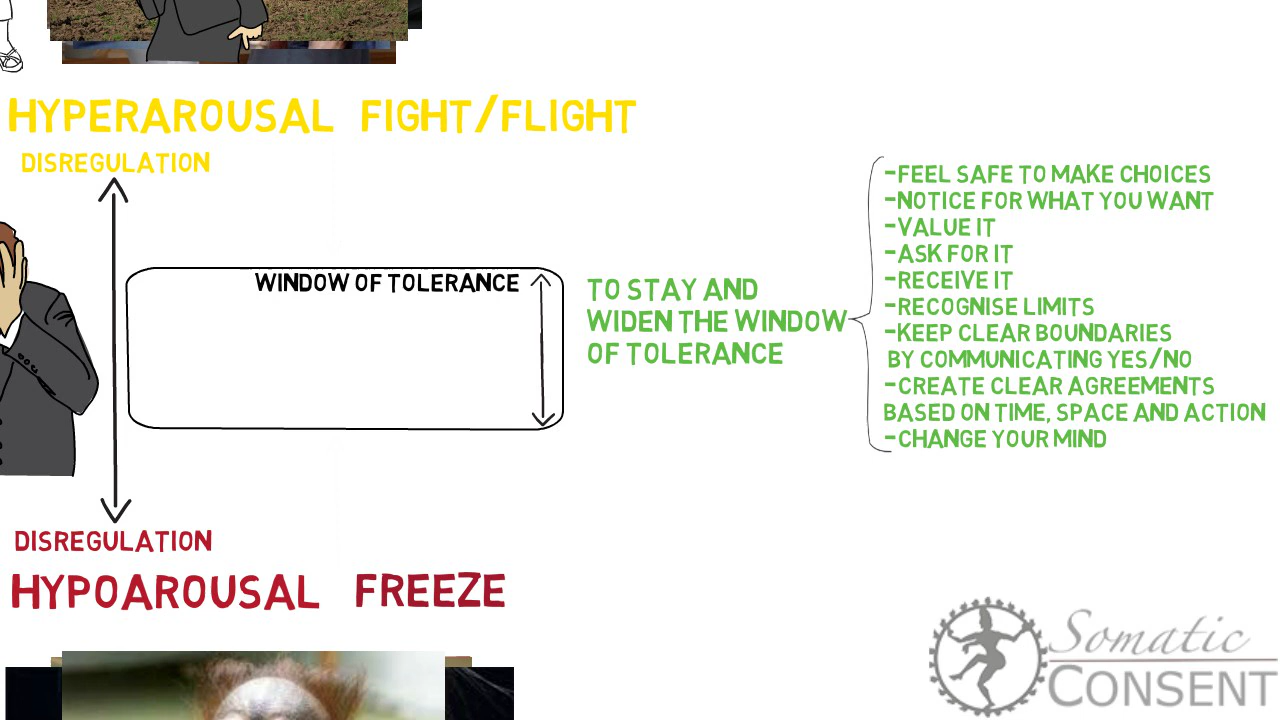 HYPERAROUSAL FIGHT/FLIGHT
DISREGULATION
WINDOW OF TOLERANCE
TO STAY AND
WIDEN THE WINDOW
OF TOLERANCE
-FEEL SAFE TO MAKE CHOICES
-NOTICE FOR WHAT YOU WANT
-VALUE IT
-ASK FOR IT
-RECEIVE IT
-RECOGNISE LIMITS
-KEEP CLEAR BOUNDARIES
BY COMMUNICATING YES/NO
-CREATE CLEAR AGREEMENTS
BASED ON TIME, SPACE AND ACTION
-CHANGE YOUR MIND
DISREGULATION
HYPOAROUSAL FREEZE
Somatic
CONSENT